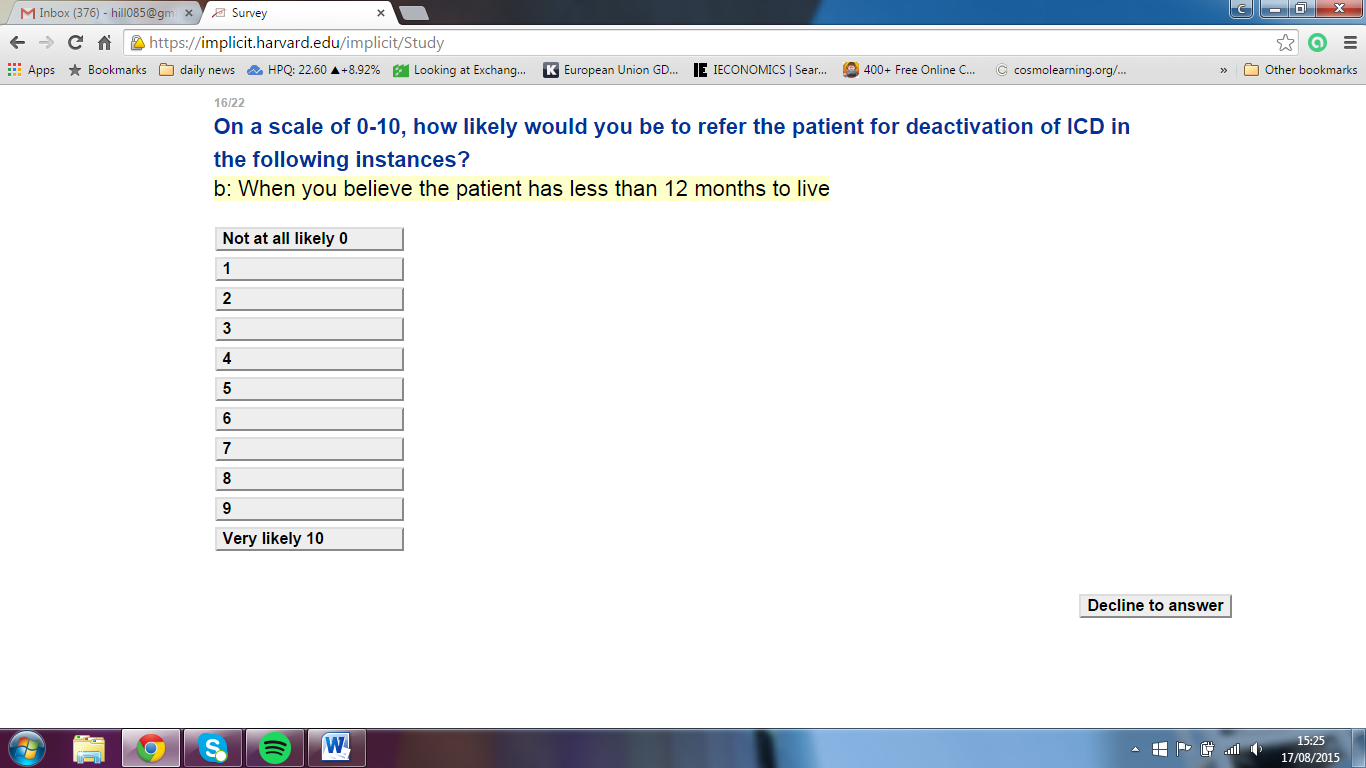 Inbox (376) - hill085@gm
Survey
https://implicit.harvard.edu/implicit/Study
Apps Bookmarks daily news HPQ: 22.60 ▲+8.92% Looking at Exchang... European Union GD... IECONOMICS | Sear... 400+ Free Online C... cosmolearning.org/... » Other bookmarks
16/22
On a scale of 0-10, how likely would you be to refer the patient for deactivation of ICD in
the following instances?
b: When you believe the patient has less than 12 months to live
Not at all likely 0
1
2
3
4
5
6
7
8
9
Very likely 10
Decline to answer
15:25
17/08/2015